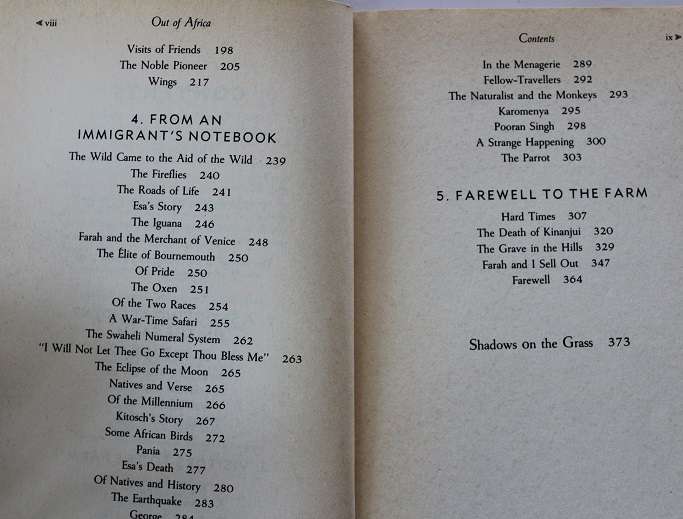 ◄ viii Out of Africa
Visits of Friends 198
The Noble Pioneer 205
Wings 217
4. FROM AN
IMMIGRANT'S NOTEBOOK
The Wild Came to the Aid of the Wild 239
The Fireflies 240
The Roads of Life 241
Esa's Story 243
The Iguana 246
Farah and the Merchant of Venice 248
The Élite of Bournemouth 250
Of Pride 250
The Oxen 251
Of the Two Races 254
A War-Time Safari 255
The Swaheli Numeral System 262
"I Will Not Let Thee Go Except Thou Bless Me" 263
The Eclipse of the Moon 265
Natives and Verse 265
Of the Millennium 266
Kitosch's Story 267
Some African Birds 272
Pania 275
Esa's Death 277
Of Natives and History 280
The Earthquake 283
George 284
Contents ix ►
In the Menagerie 289
Fellow-Travellers 292
The Naturalist and the Monkeys 293
Karomenya 295
Pooran Singh 298
A Strange Happening 300
The Parrot 303
5. FAREWELL TO THE FARM
Hard Times 307
The Death of Kinanjui 320
The Grave in the Hills 329
Farah and I Sell Out 347
Farewell 364
Shadows on the Grass 373